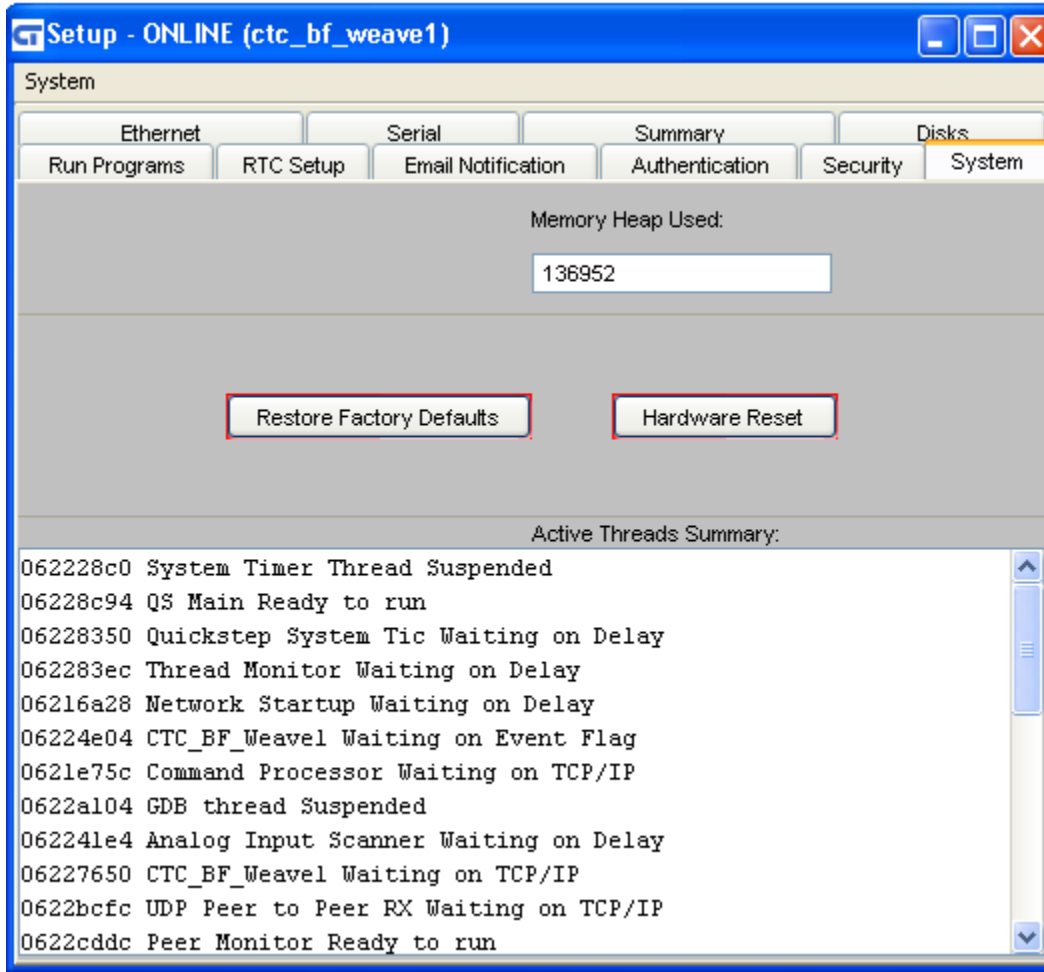 Setup - ONLINE (ctc_bf_weave1)
System
Ethernet Serial Summary Disks
Run Programs RTC Setup Email Notification Authentication Security System
Memory Heap Used:
136952
Restore Factory Defaults Hardware Reset
Active Threads Summary:
062228c0 System Timer Thread Suspended
06228c94 QS Main Ready to run
06228350 Quickstep System Tic Waiting on Delay
062283ec Thread Monitor Waiting on Delay
06216a28 Network Startup Waiting on Delay
06224e04 CTC_BF_Weave1 Waiting on Event Flag
0621e75c Command Processor Waiting on TCP/IP
0622a104 GDB thread Suspended
062241e4 Analog Input Scanner Waiting on Delay
06227650 CTC_BF_Weave1 Waiting on TCP/IP
0622bcfc UDP Peer to Peer RX Waiting on TCP/IP
0622cddc Peer Monitor Ready to run